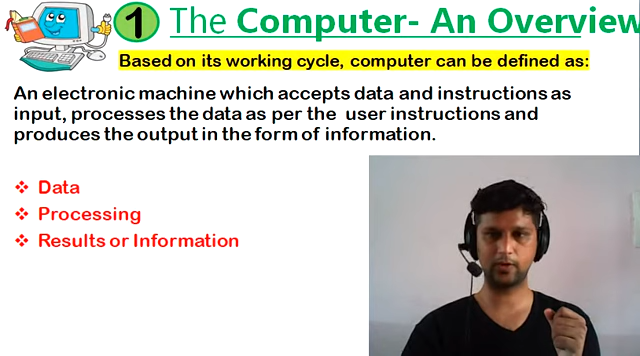 1 The Computer- An Overview
Based on its working cycle, computer can be defined as:
An electronic machine which accepts data and instructions as
input, processes the data as per the user instructions and
produces the output in the form of information.
❖ Data
❖ Processing
❖ Results or Information